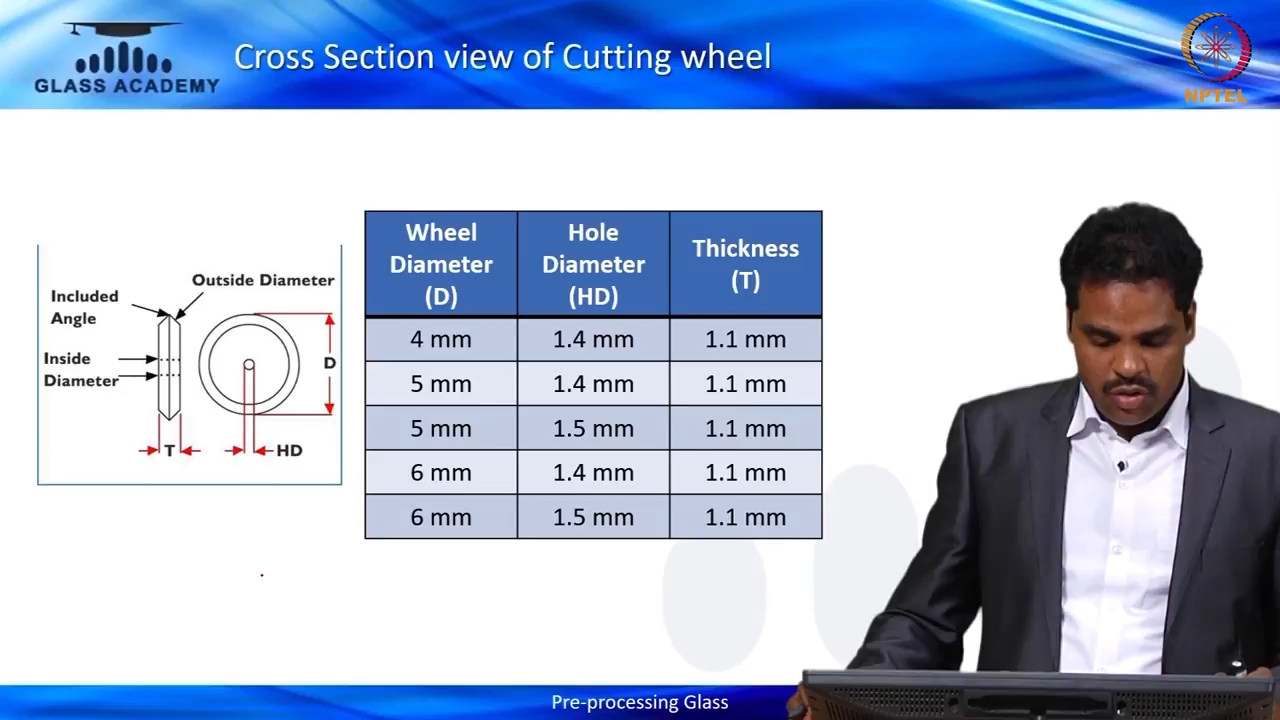 GLASS ACADEMY
Cross Section view of Cutting wheel
NPTEL
Included
Angle
Outside Diameter
Inside
Diameter
D
T
HD
Wheel Diameter (D) Hole Diameter (HD) Thickness (T)
4 mm 1.4 mm 1.1 mm
5 mm 1.4 mm 1.1 mm
5 mm 1.5 mm 1.1 mm
6 mm 1.4 mm 1.1 mm
6 mm 1.5 mm 1.1 mm
Pre-processing Glass